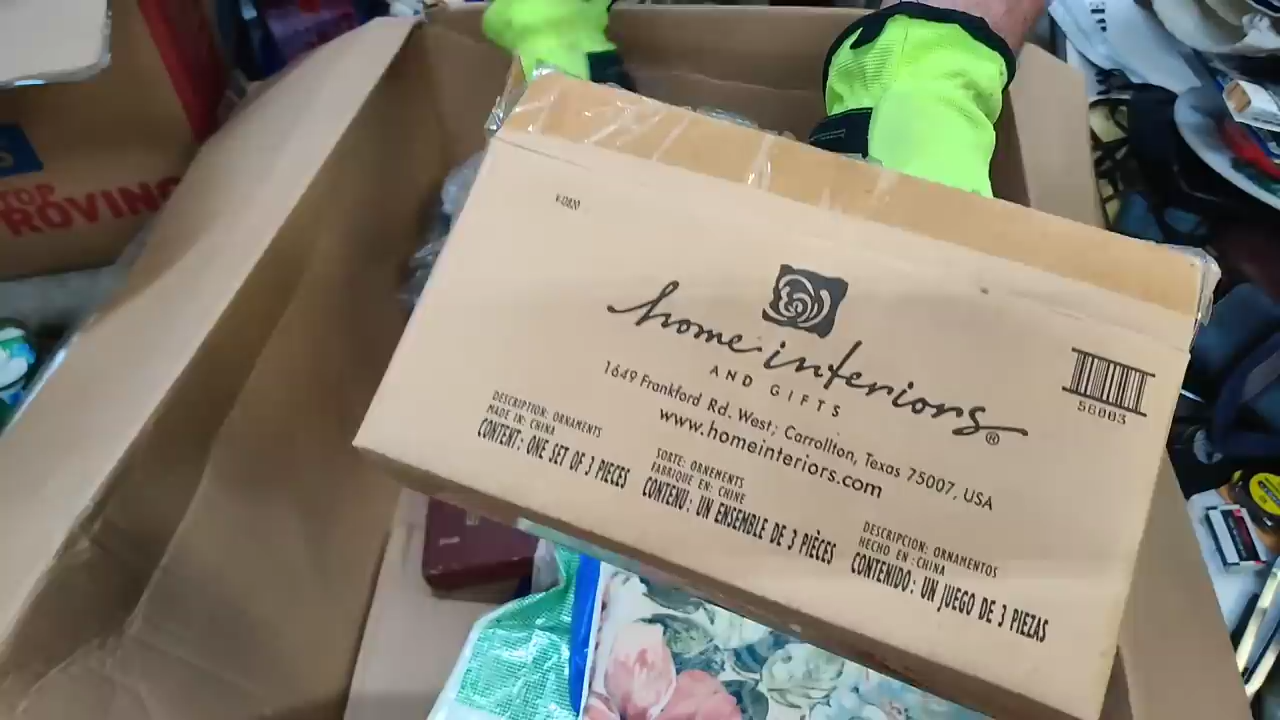 TOP
ROVING
home interiors®
AND GIFTS
1649 Frankford Rd. West; Carrollton, Texas 75007, USA
www.homeinteriors.com
56003
DESCRIPTION: ORNAMENTS
MADE IN: CHINA
CONTENT: ONE SET OF 3 PIECES
SORTE: ORNEMENTS
FABRIQUE EN: CHINE
CONTENU: UN ENSEMBLE DE 3 PIÈCES
DESCRIPCION: ORNAMENTOS
HECHO EN :CHINA
CONTENIDO: UN JUEGO DE 3 PIEZAS